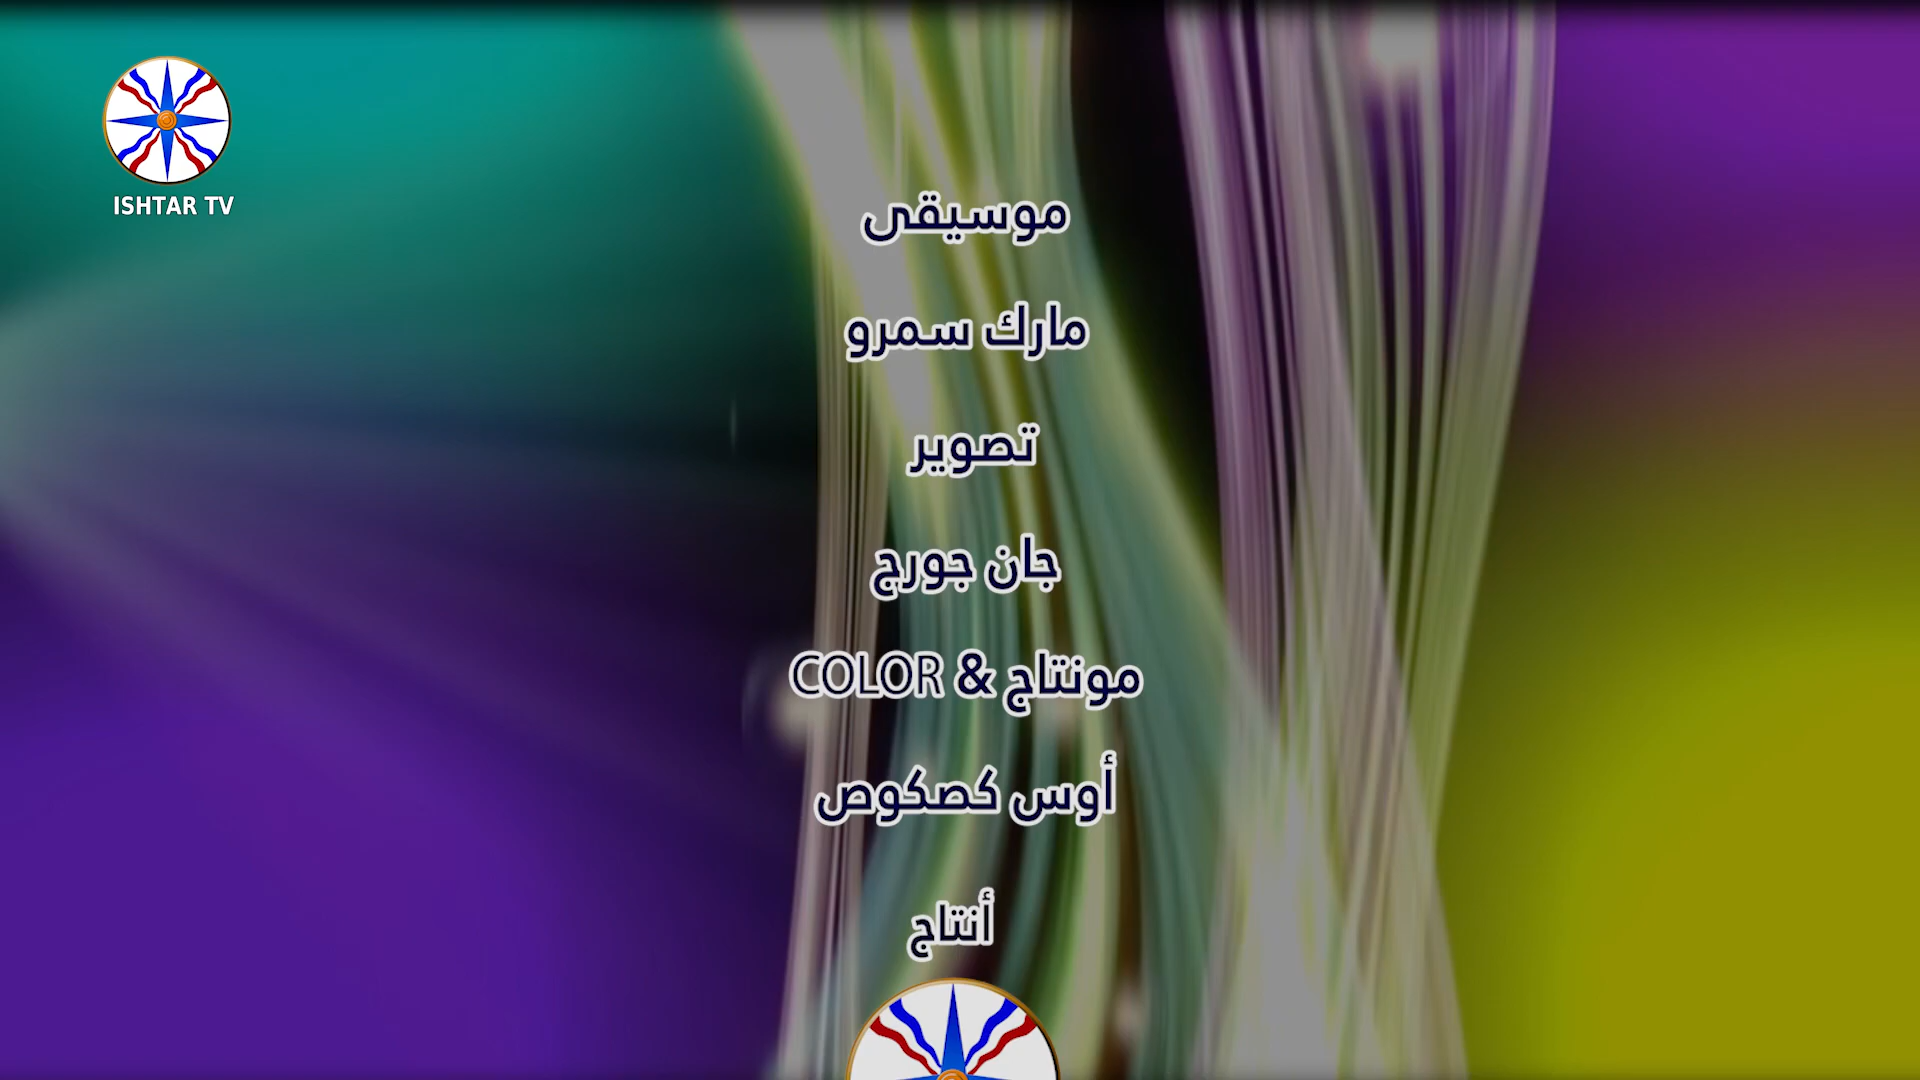 ISHTAR TV
موسيقى
مارك سمرو
تصوير
جان جورج
مونتاج & COLOR
أوس كصكوص
أنتاج